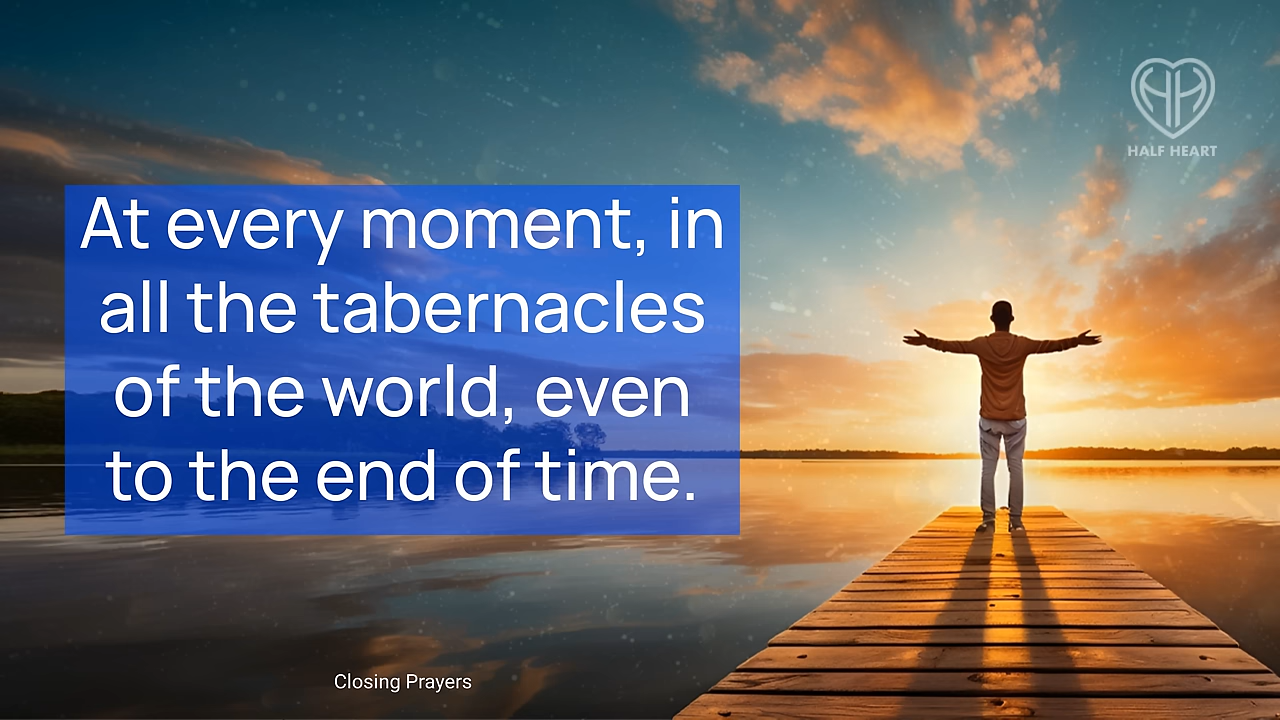 HALF HEART
At every moment, in
all the tabernacles
of the world, even
to the end of time.
Closing Prayers